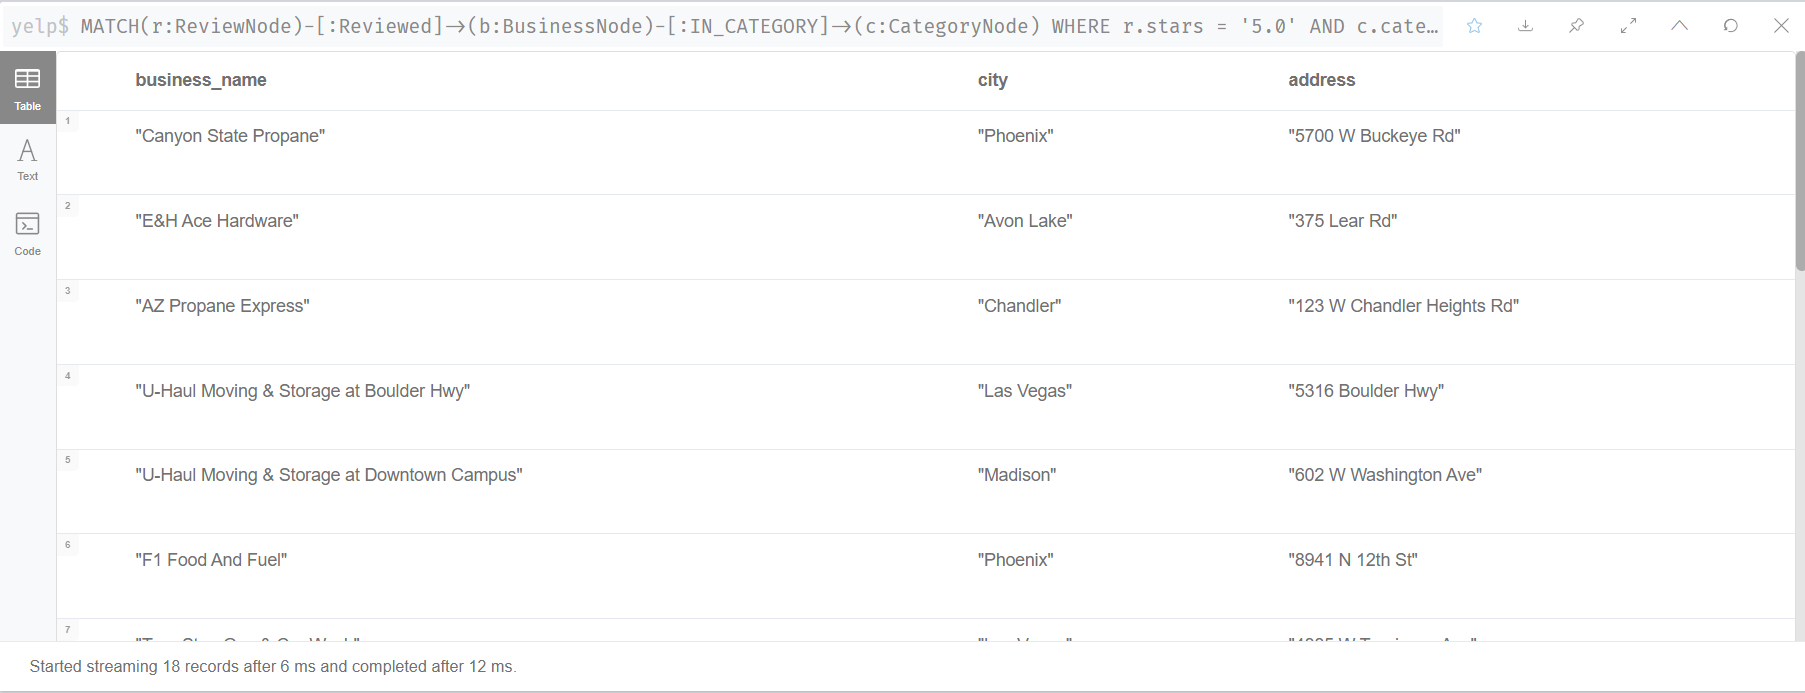 yelp$ MATCH(r:ReviewNode)-[:Reviewed]→(b:BusinessNode)-[:IN_CATEGORY]→(c:CategoryNode) WHERE r.stars = '5.0' AND c.cate…
Table
Text
Code
business_name city address
1 "Canyon State Propane" "Phoenix" "5700 W Buckeye Rd"
2 "E&H Ace Hardware" "Avon Lake" "375 Lear Rd"
3 "AZ Propane Express" "Chandler" "123 W Chandler Heights Rd"
4 "U-Haul Moving & Storage at Boulder Hwy" "Las Vegas" "5316 Boulder Hwy"
5 "U-Haul Moving & Storage at Downtown Campus" "Madison" "602 W Washington Ave"
6 "F1 Food And Fuel" "Phoenix" "8941 N 12th St"
7
Started streaming 18 records after 6 ms and completed after 12 ms.